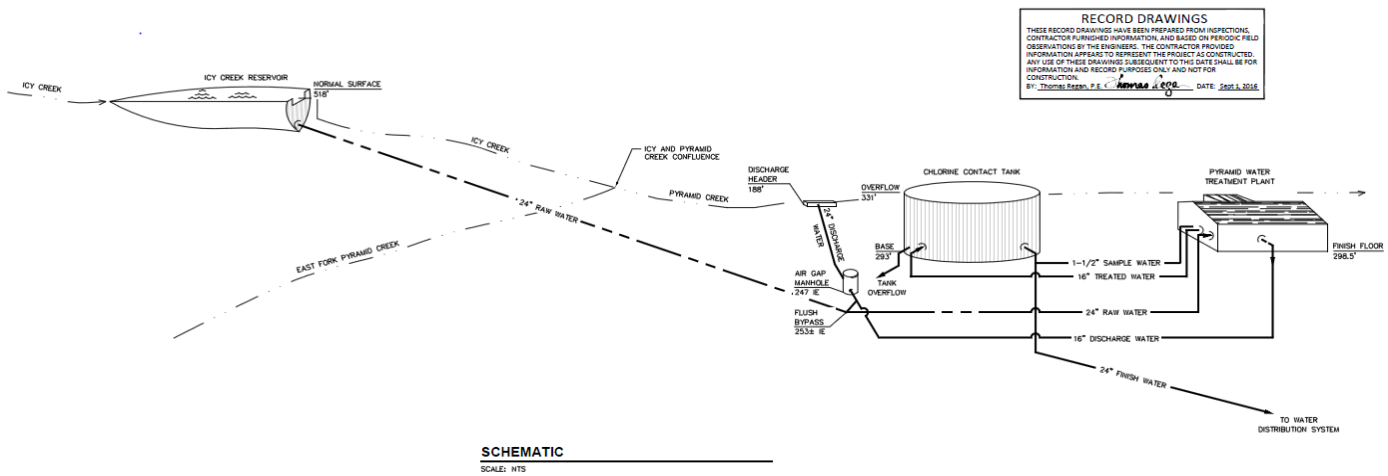 RECORD DRAWINGS
THESE RECORD DRAWINGS HAVE BEEN PREPARED FROM INSPECTIONS,
CONTRACTOR FURNISHED INFORMATION, AND BASED ON PERIODIC FIELD
OBSERVATIONS BY THE ENGINEERS. THE CONTRACTOR PROVIDED
INFORMATION APPEARS TO REPRESENT THE PROJECT AS CONSTRUCTED.
ANY USE OF THESE DRAWINGS SUBSEQUENT TO THIS DATE SHALL BE FOR
INFORMATION AND RECORD PURPOSES ONLY AND NOT FOR
CONSTRUCTION.
BY: Thomas Regan, P.E. DATE: Sept 1, 2016
ICY CREEK
ICY CREEK RESERVOIR
NORMAL SURFACE
518'
ICY CREEK
ICY AND PYRAMID
CREEK CONFLUENCE
24" RAW WATER
PYRAMID CREEK
EAST FORK PYRAMID CREEK
DISCHARGE
HEADER
188'
OVERFLOW
331'
24" DISCHARGE
WATER
CHLORINE CONTACT TANK
PYRAMID WATER
TREATMENT PLANT
BASE
293'
TANK
OVERFLOW
AIR GAP
MANHOLE
247 IE
FLUSH
BYPASS
253± IE
FINISH FLOOR
298.5'
1-1/2" SAMPLE WATER
16" TREATED WATER
24" RAW WATER
16" DISCHARGE WATER
24" FINISH WATER
TO WATER
DISTRIBUTION SYSTEM
SCHEMATIC
SCALE: NTS